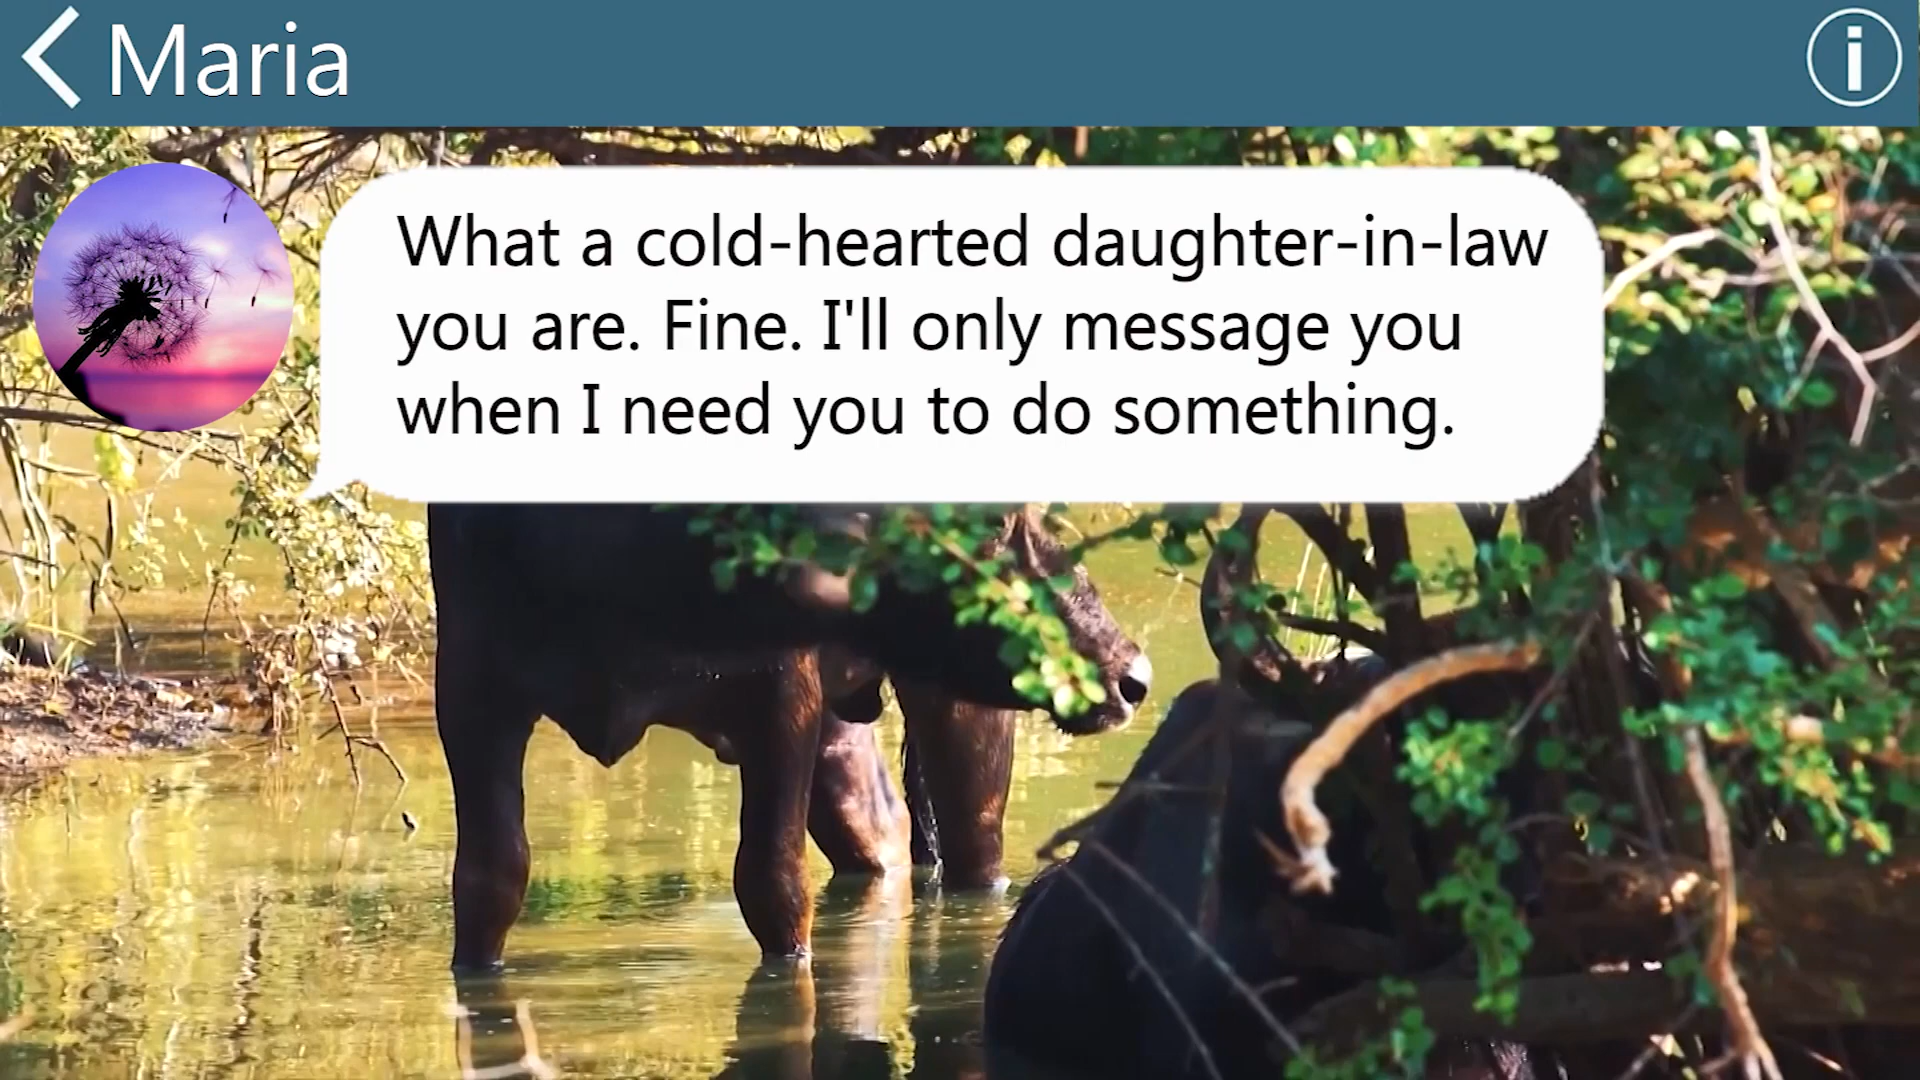 Maria
What a cold-hearted daughter-in-law
you are. Fine. I'll only message you
when I need you to do something.